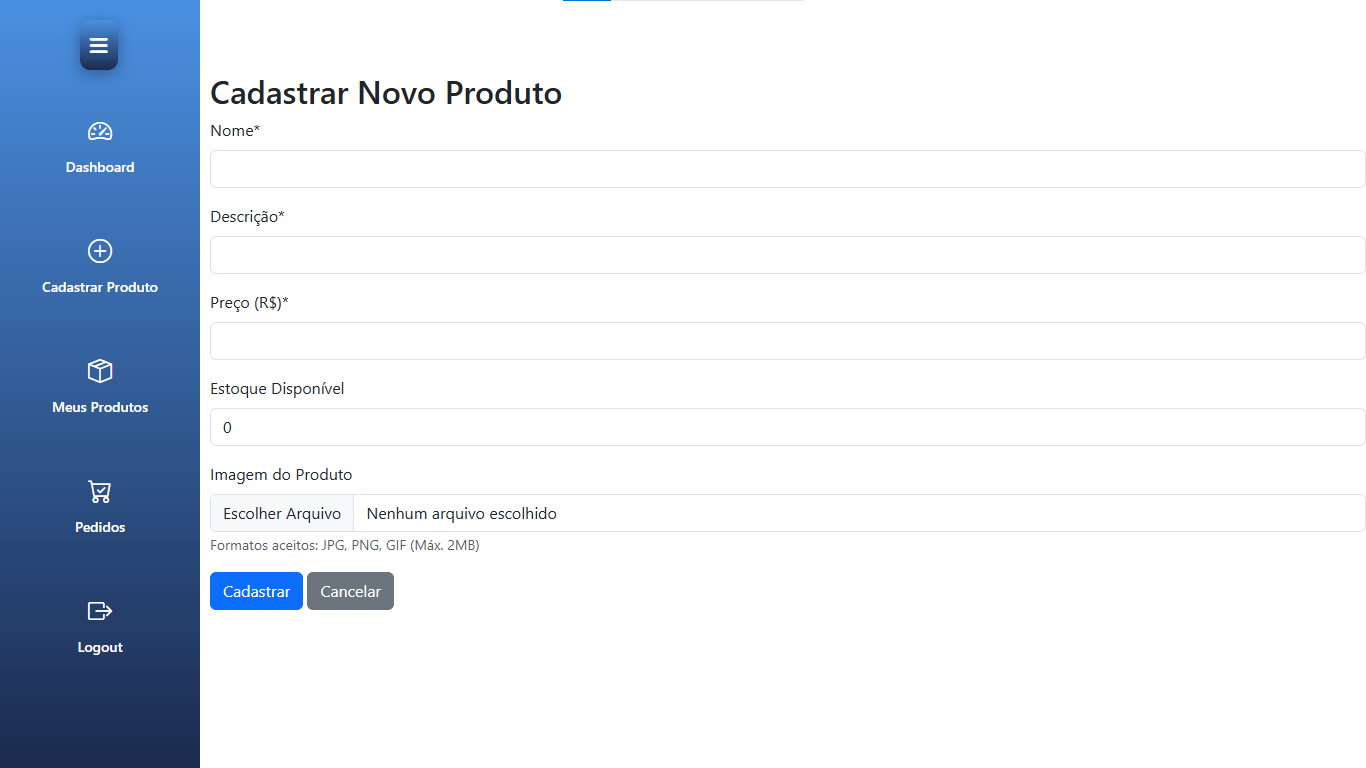 Dashboard
Cadastrar Produto
Meus Produtos
Pedidos
Logout
Cadastrar Novo Produto
Nome*
Descrição*
Preço (R$)*
Estoque Disponível
0
Imagem do Produto
Escolher Arquivo Nenhum arquivo escolhido
Formatos aceitos: JPG, PNG, GIF (Máx. 2MB)
Cadastrar Cancelar